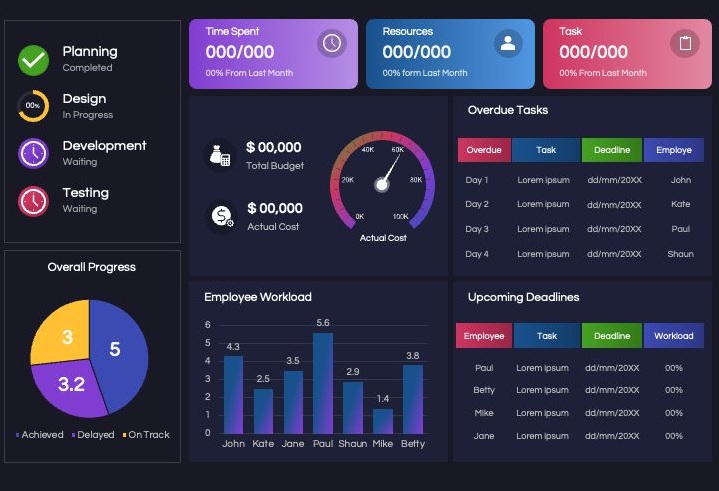 Planning
Completed
00%
Design
In Progress
Development
Waiting
Testing
Waiting
Time Spent
000/000
00% From Last Month
Resources
000/000
00% form Last Month
Task
000/000
00% From Last Month
$ 00,000
Total Budget
$ 00,000
Actual Cost
0K
20K
40K
60K
80K
100K
Actual Cost
Overdue Tasks
Overdue Task Deadline Employe
Day 1 Lorem ipsum dd/mm/20XX John
Day 2 Lorem ipsum dd/mm/20XX Kate
Day 3 Lorem ipsum dd/mm/20XX Paul
Day 4 Lorem ipsum dd/mm/20XX Shaun
Overall Progress
3
5
3.2
Achieved Delayed On Track
Employee Workload
6
5
4
3
2
1
0
4.3
2.5
3.5
5.6
2.9
1.4
3.8
John Kate Jane Paul Shaun Mike Betty
Upcoming Deadlines
Employee Task Deadline Workload
Paul Lorem ipsum dd/mm/20XX 00%
Betty Lorem ipsum dd/mm/20XX 00%
Mike Lorem ipsum dd/mm/20XX 00%
Jane Lorem ipsum dd/mm/20XX 00%